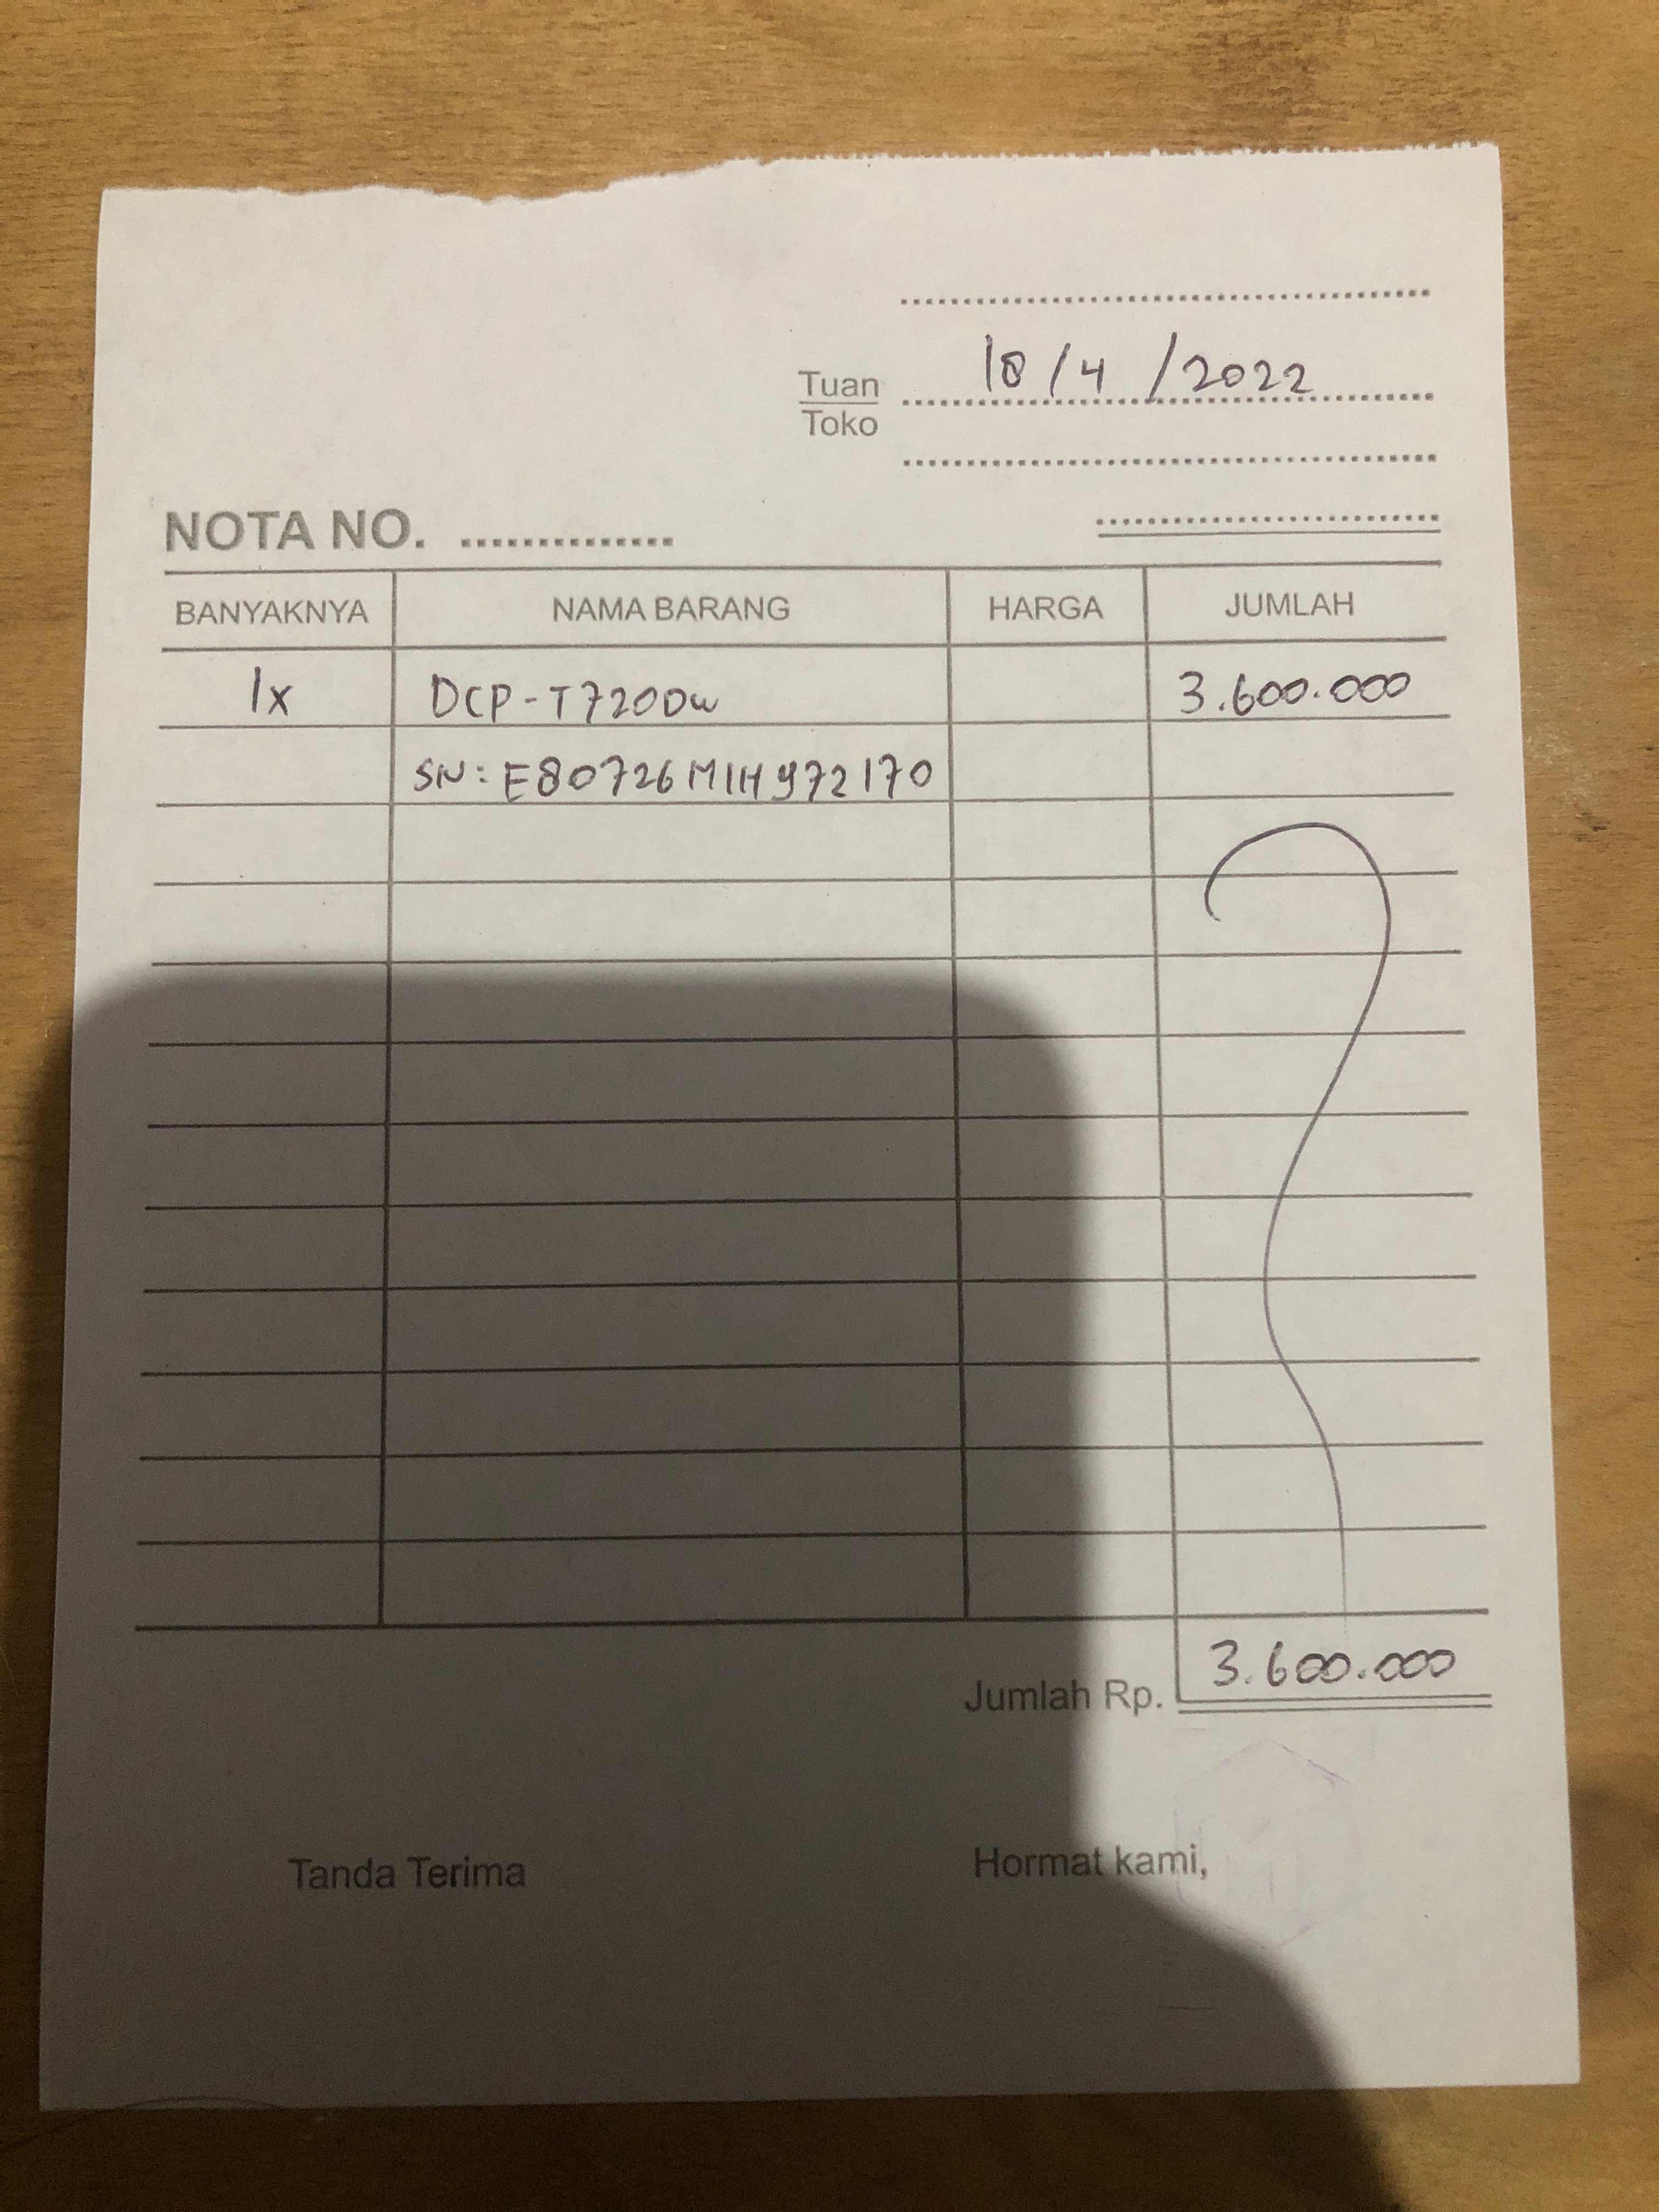 18/4/2022
Tuan
Toko
NOTA NO. ..............
BANYAKNYA NAMA BARANG HARGA JUMLAH
1x DCP-T720DW 3.600.000
SN: E80726M1H972170
Jumlah Rp. 3.600.000
Tanda Terima Hormat kami,